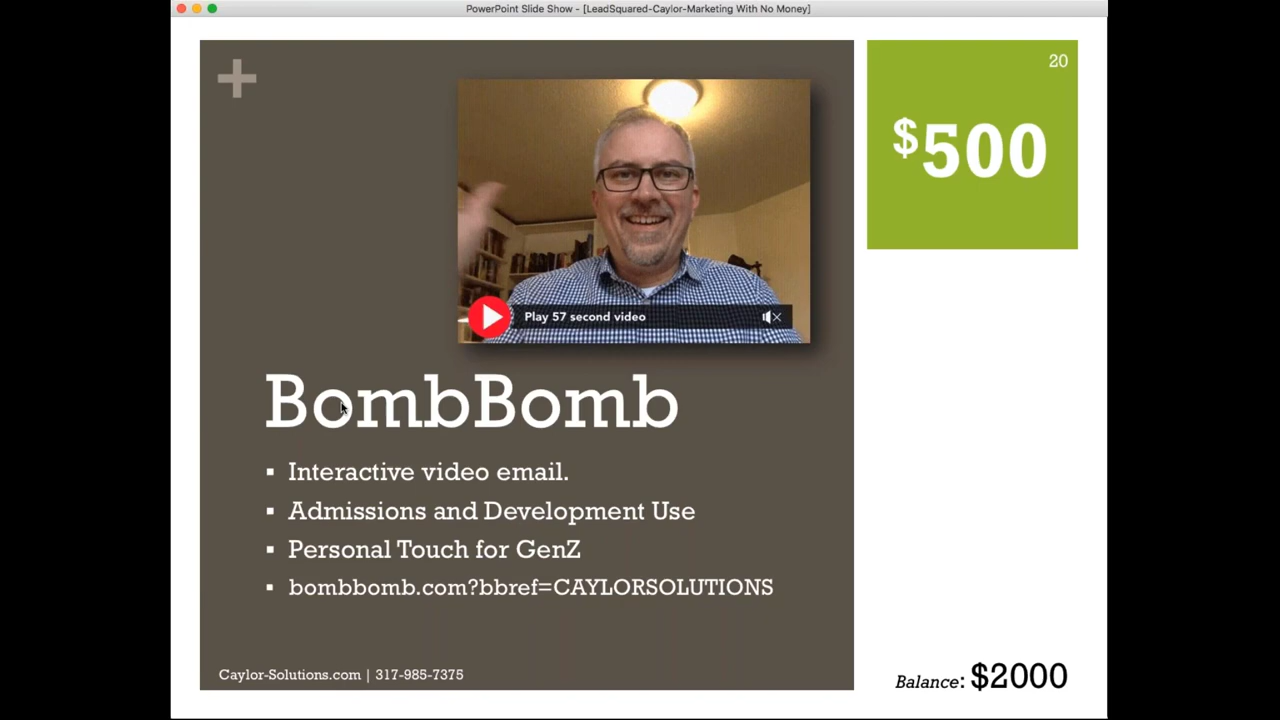 PowerPoint Slide Show - [LeadSquared-Caylor-Marketing With No Money]
20
$500
Play 57 second video
BombBomb
▪ Interactive video email.
▪ Admissions and Development Use
▪ Personal Touch for GenZ
▪ bombbomb.com?bbref=CAYLORSOLUTIONS
Caylor-Solutions.com | 317-985-7375
Balance: $2000